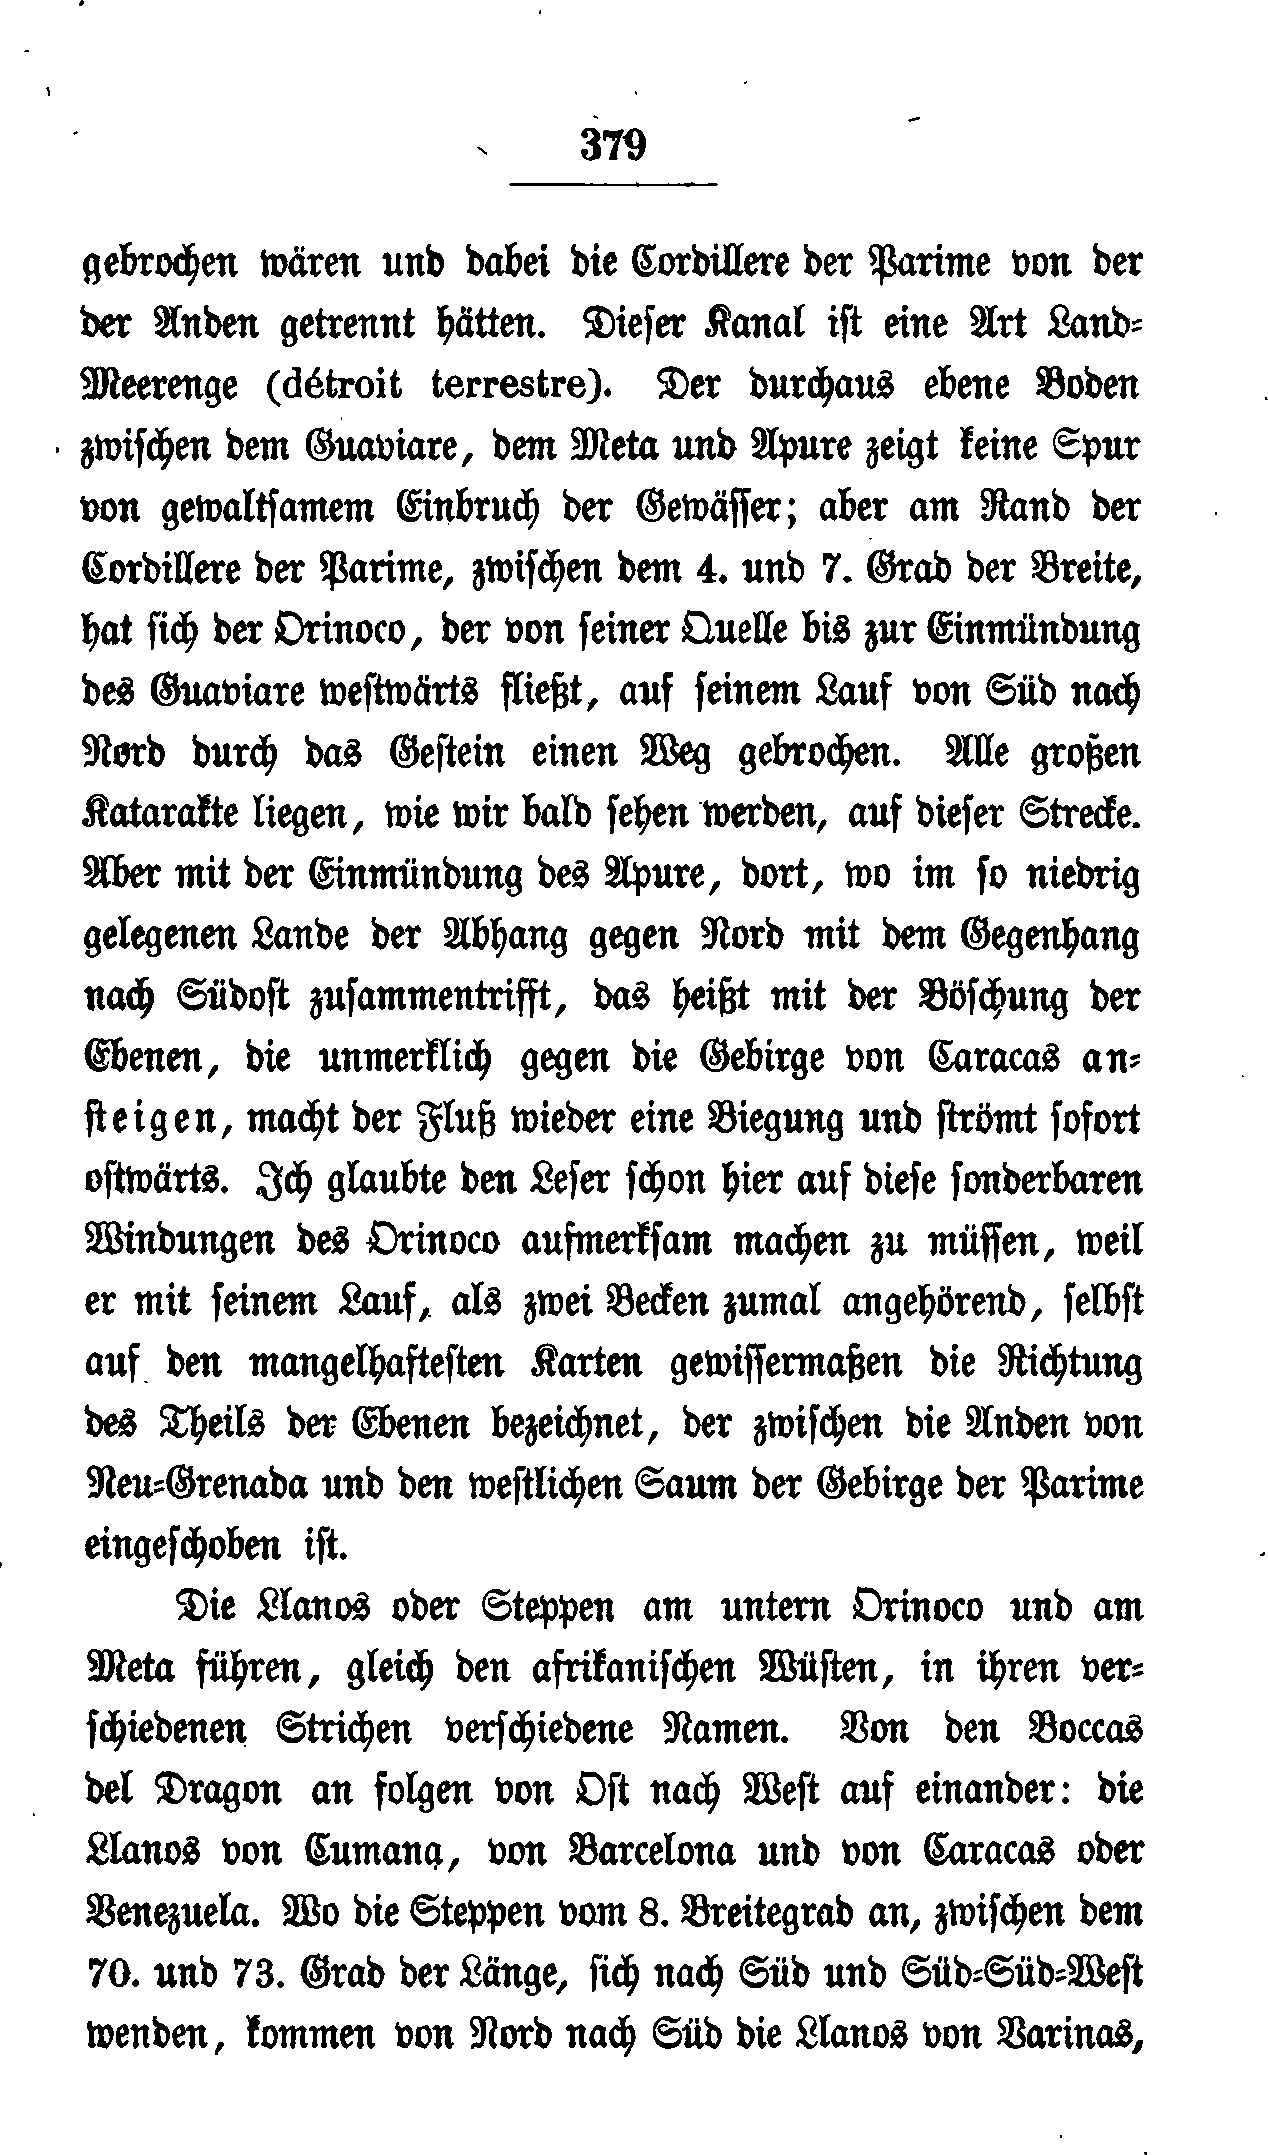 379
gebrochen wären und dabei die Cordillere der Parime von der
der Anden getrennt hätten. Dieser Kanal ist eine Art Land-
Meerenge (détroit terrestre). Der durchaus ebene Boden
zwischen dem Guaviare, dem Meta und Apure zeigt keine Spur
von gewaltsamem Einbruch der Gewässer; aber am Rand der
Cordillere der Parime, zwischen dem 4. und 7. Grad der Breite,
hat sich der Orinoco, der von seiner Quelle bis zur Einmündung
des Guaviare westwärts fließt, auf seinem Lauf von Süd nach
Nord durch das Gestein einen Weg gebrochen. Alle großen
Katarakte liegen, wie wir bald sehen werden, auf dieser Strecke.
Aber mit der Einmündung des Apure, dort, wo im so niedrig
gelegenen Lande der Abhang gegen Nord mit dem Gegenhang
nach Südost zusammentrifft, das heißt mit der Böschung der
Ebenen, die unmerklich gegen die Gebirge von Caracas an-
steigen, macht der Fluß wieder eine Biegung und strömt sofort
ostwärts. Ich glaubte den Leser schon hier auf diese sonderbaren
Windungen des Orinoco aufmerksam machen zu müssen, weil
er mit seinem Lauf, als zwei Becken zumal angehörend, selbst
auf den mangelhaftesten Karten gewissermaßen die Richtung
des Theils der Ebenen bezeichnet, der zwischen die Anden von
Neu-Grenada und den westlichen Saum der Gebirge der Parime
eingeschoben ist.
Die Llanos oder Steppen am untern Orinoco und am
Meta führen, gleich den afrikanischen Wüsten, in ihren ver-
schiedenen Strichen verschiedene Namen. Von den Boccas
del Dragon an folgen von Ost nach West auf einander: die
Llanos von Cumana, von Barcelona und von Caracas oder
Venezuela. Wo die Steppen vom 8. Breitegrad an, zwischen dem
70. und 73. Grad der Länge, sich nach Süd und Süd-Süd-West
wenden, kommen von Nord nach Süd die Llanos von Varinas,